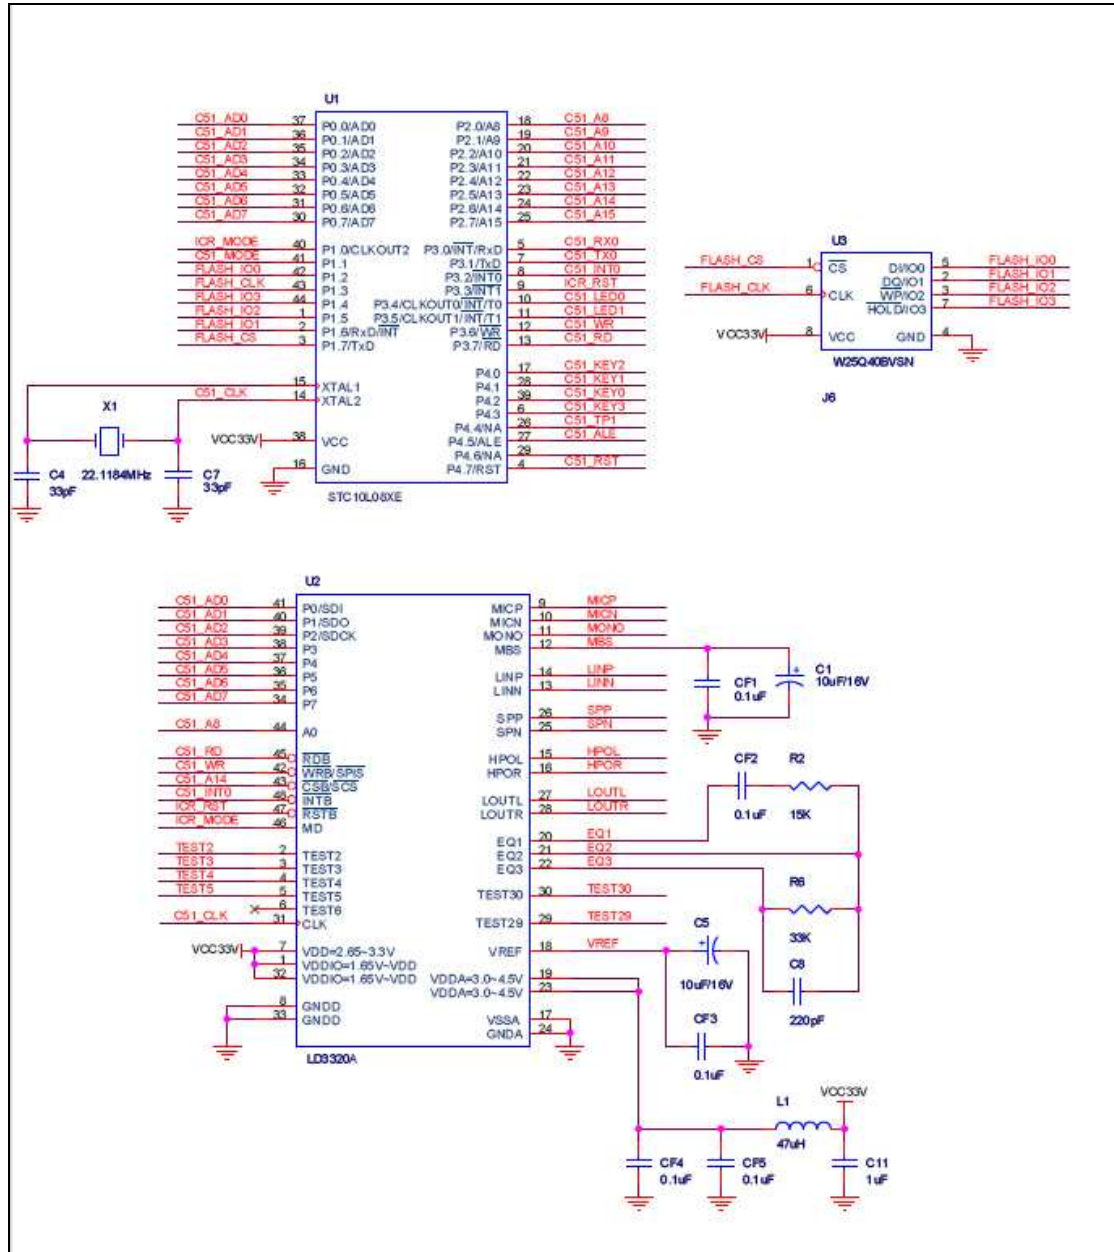 U1
C51_AD0 37 P0.0/AD0 P2.0/A8 18 C51_A8
C51_AD1 36 P0.1/AD1 P2.1/A9 19 C51_A9
C51_AD2 35 P0.2/AD2 P2.2/A10 20 C51_A10
C51_AD3 34 P0.3/AD3 P2.3/A11 21 C51_A11
C51_AD4 33 P0.4/AD4 P2.4/A12 22 C51_A12
C51_AD5 32 P0.5/AD5 P2.5/A13 23 C51_A13
C51_AD6 31 P0.6/AD6 P2.6/A14 24 C51_A14
C51_AD7 30 P0.7/AD7 P2.7/A15 25 C51_A15
ICR_MODE 40 P1.0/CLKOUT2 P3.0/INT/RxD 5 C51_RX0
C51_MODE 41 P1.1 P3.1/TxD 7 C51_TX0
FLASH_IO0 42 P1.2 P3.2/INT0 8 C51_INT0
FLASH_CLK 43 P1.3 P3.3/INT1 9 ICR_RST
FLASH_IO3 44 P1.4 P3.4/CLKOUT0/INT/T0 10 C51_LED0
FLASH_IO2 1 P1.5 P3.5/CLKOUT1/INT/T1 11 C51_LED1
FLASH_IO1 2 P1.6/RxD/INT P3.6/WR 12 C51_WR
FLASH_CS 3 P1.7/TxD P3.7/RD 13 C51_RD
P4.0 17 C51_KEY2
15 XTAL1 P4.1 28 C51_KEY1
C51_CLK 14 XTAL2 P4.2 39 C51_KEY0
P4.3 6 C51_KEY3
P4.4/NA 26 C51_TP1
VCC33V 38 VCC P4.5/ALE 27 C51_ALE
P4.6/NA 29
16 GND P4.7/RST 4 C51_RST
STC10L08XE
X1
22.1184MHz
C4
33pF
C7
33pF
U3
FLASH_CS 1 CS DI/IO0 5 FLASH_IO0
DO/IO1 2 FLASH_IO1
FLASH_CLK 6 CLK WP/IO2 3 FLASH_IO2
HOLD/IO3 7 FLASH_IO3
VCC33V 8 VCC GND 4
W25Q40BVSN
J6
U2
C51_AD0 41 P0/SDI MICP 9 MICP
C51_AD1 40 P1/SDO MICN 10 MICN
C51_AD2 39 P2/SDCK MONO 11 MONO
C51_AD3 38 P3 MBS 12 MBS
C51_AD4 37 P4
C51_AD5 36 P5 LINP 14 LINP
C51_AD6 35 P6 LINN 13 LINN
C51_AD7 34 P7
SPP 26 SPP
C51_A8 44 A0 SPN 25 SPN
C51_RD 45 RDB HPOL 15 HPOL
C51_WR 42 WRB/SPIS HPOR 16 HPOR
C51_A14 43 CSB/SCS
C51_INT0 48 INTB LOUTL 27 LOUTL
ICR_RST 47 RSTB LOUTR 28 LOUTR
ICR_MODE 46 MD
EQ1 20 EQ1
TEST2 2 TEST2 EQ2 21 EQ2
TEST3 3 TEST3 EQ3 22 EQ3
TEST4 4 TEST4
TEST5 5 TEST5 TEST30 30 TEST30
6 TEST6
C51_CLK 31 CLK TEST29 29 TEST29
VCC33V 7 VDD=2.65~3.3V VREF 18 VREF
1 VDDIO=1.65V~VDD
32 VDDIO=1.65V~VDD VDDA=3.0~4.5V 19
VDDA=3.0~4.5V 23
8 GNDD
33 GNDD VSSA 17
GNDA 24
LD3320A
CF1
0.1uF
C1
+
10uF/16V
CF2
0.1uF
R2
15K
R6
33K
C8
220pF
C5
+
10uF/16V
CF3
0.1uF
VCC33V
L1
47uH
CF4
0.1uF
CF5
0.1uF
C11
1uF